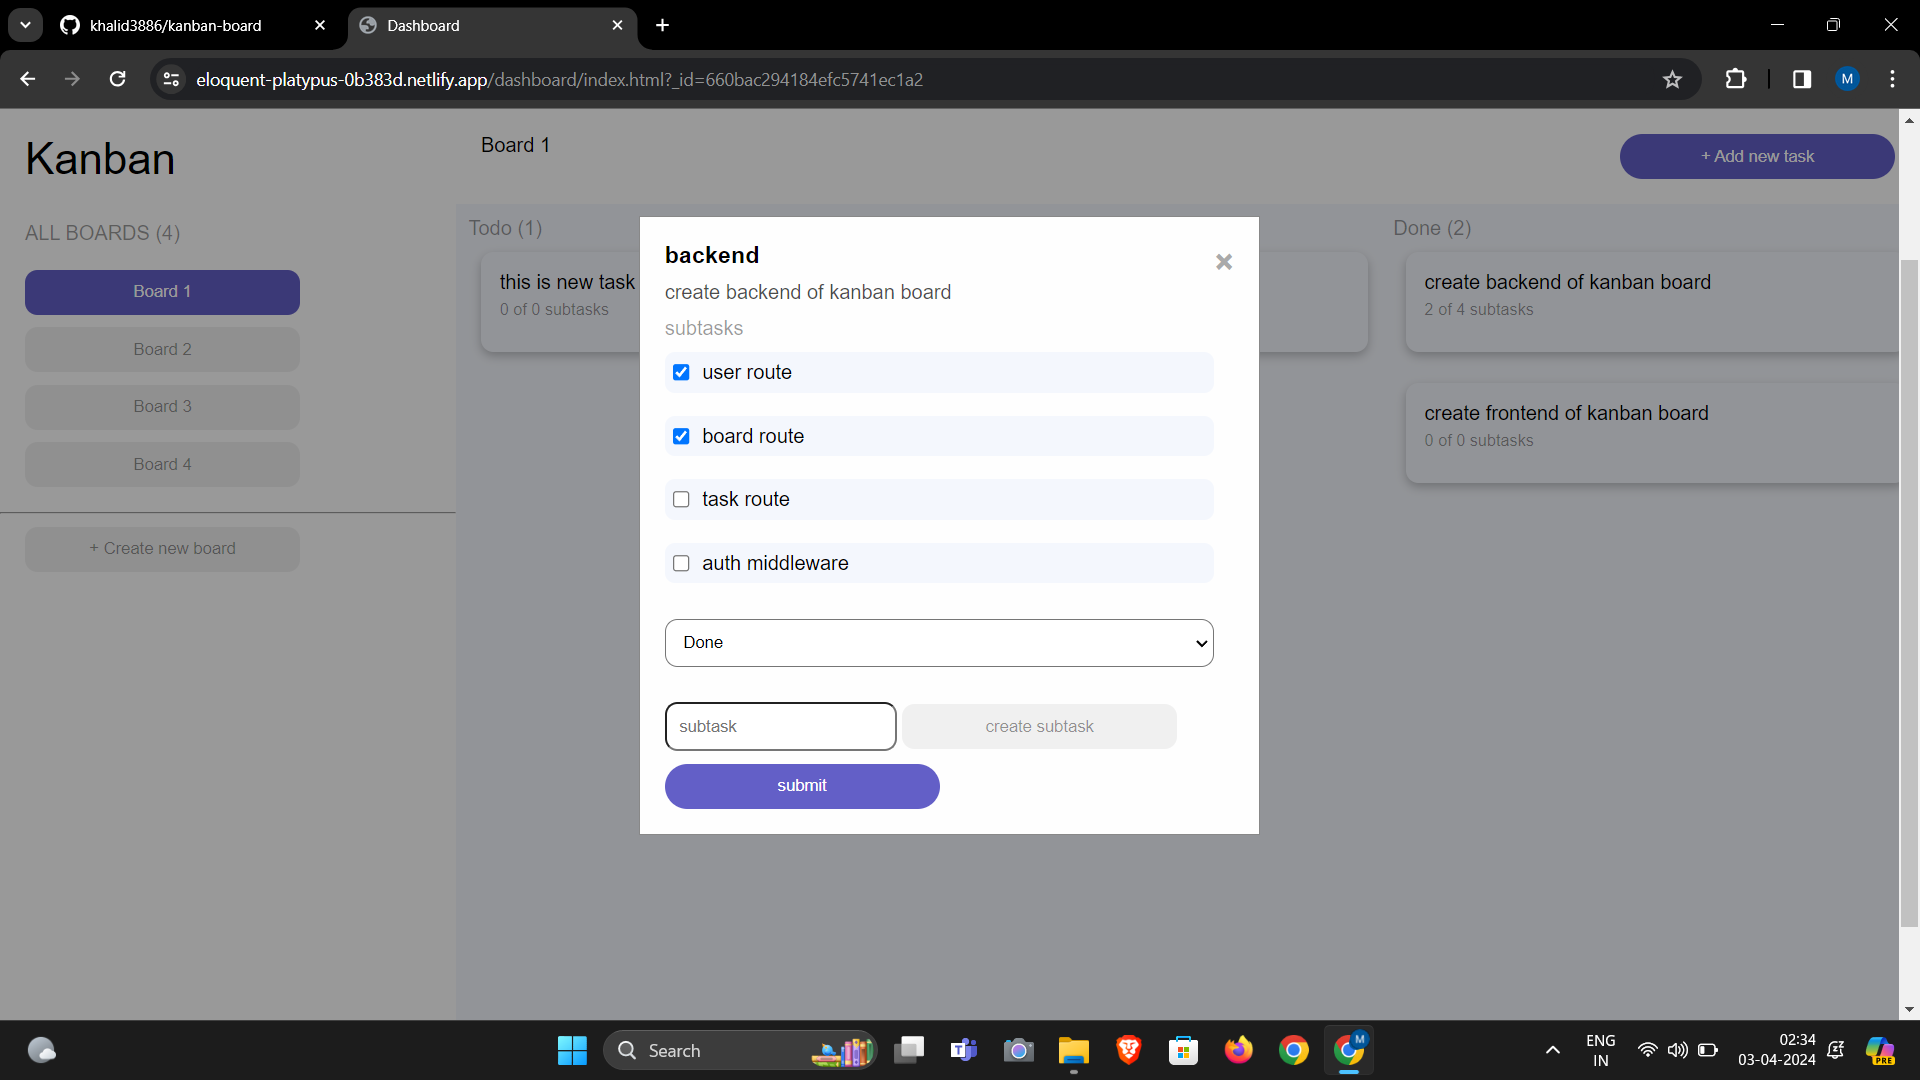 khalid3886/kanban-board
Dashboard
eloquent-platypus-0b383d.netlify.app/dashboard/index.html?_id=660bac294184efc5741ec1a2
M
Kanban
Board 1
+ Add new task
ALL BOARDS (4)
Board 1
Board 2
Board 3
Board 4
+ Create new board
Todo (1)
this is new task
0 of 0 subtasks
Done (2)
create backend of kanban board
2 of 4 subtasks
create frontend of kanban board
0 of 0 subtasks
backend
create backend of kanban board
subtasks
user route
board route
task route
auth middleware
Done
subtask
create subtask
submit
Search
M
ENG
IN
02:34
03-04-2024
PRE